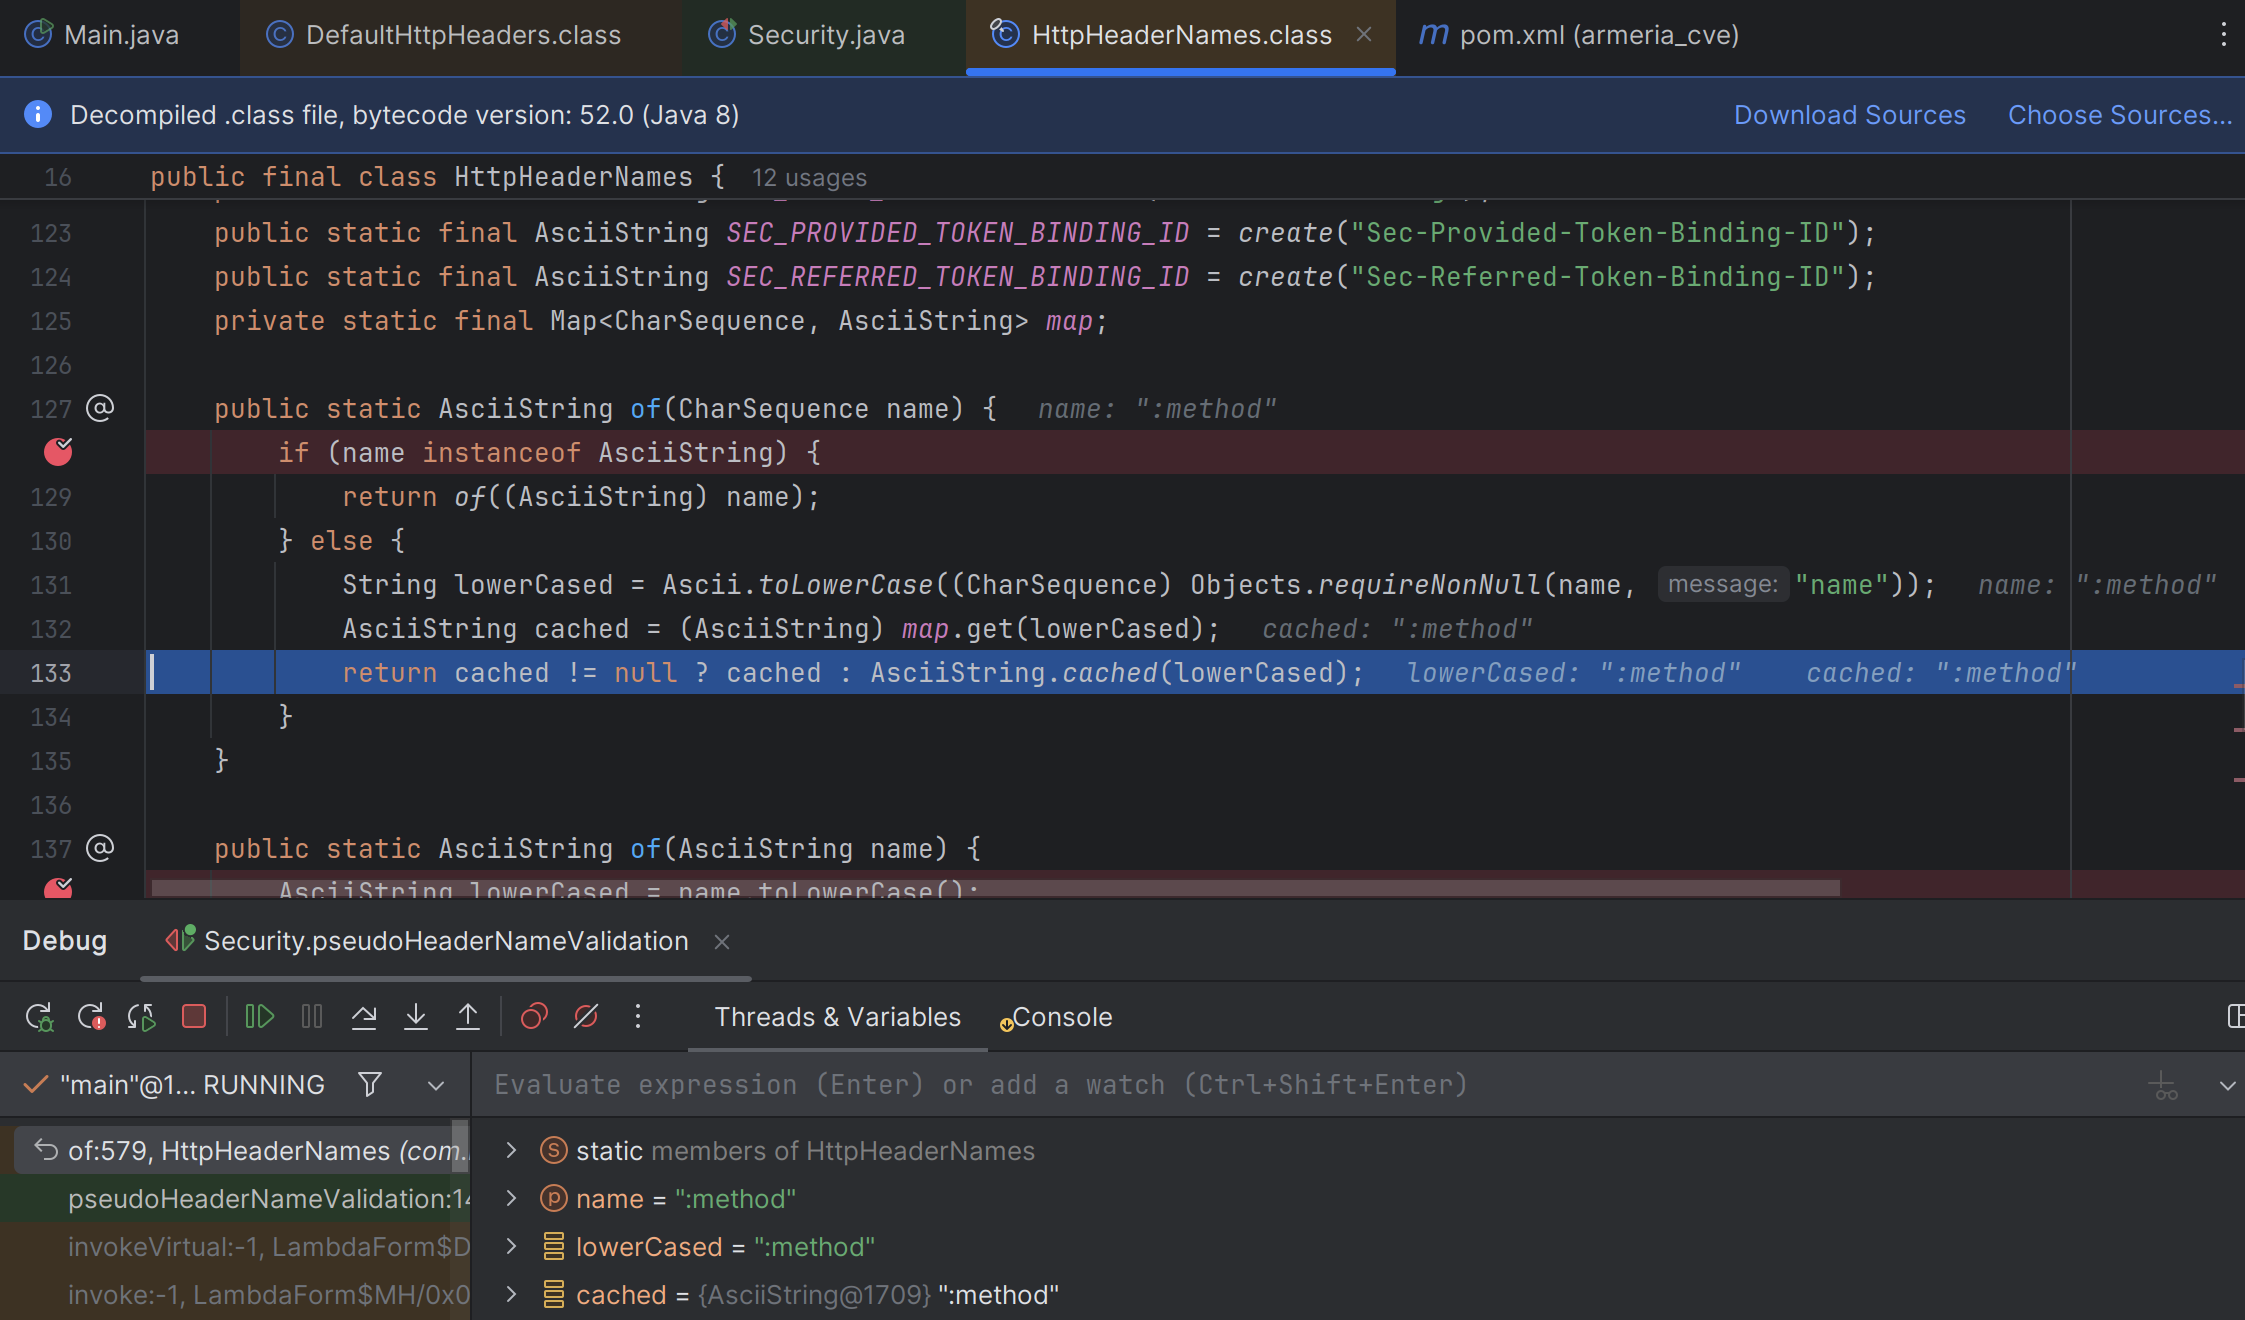 Main.java DefaultHttpHeaders.class Security.java HttpHeaderNames.class pom.xml (armeria_cve)
Decompiled .class file, bytecode version: 52.0 (Java 8) Download Sources Choose Sources...
16 public final class HttpHeaderNames { 12 usages
123 public static final AsciiString SEC_PROVIDED_TOKEN_BINDING_ID = create("Sec-Provided-Token-Binding-ID");
124 public static final AsciiString SEC_REFERRED_TOKEN_BINDING_ID = create("Sec-Referred-Token-Binding-ID");
125 private static final Map<CharSequence, AsciiString> map;
126
127 public static AsciiString of(CharSequence name) { name: ":method"
if (name instanceof AsciiString) {
129 return of((AsciiString) name);
130 } else {
131 String lowerCased = Ascii.toLowerCase((CharSequence) Objects.requireNonNull(name, message: "name")); name: ":method"
132 AsciiString cached = (AsciiString) map.get(lowerCased); cached: ":method"
133 return cached != null ? cached : AsciiString.cached(lowerCased); lowerCased: ":method" cached: ":method"
134 }
135 }
136
137 public static AsciiString of(AsciiString name) {
AsciiString lowerCased = name.toLowerCase();
Debug Security.pseudoHeaderNameValidation
Threads & Variables Console
"main"@1... RUNNING Evaluate expression (Enter) or add a watch (Ctrl+Shift+Enter)
of:579, HttpHeaderNames (com. static members of HttpHeaderNames
pseudoHeaderNameValidation:14 name = ":method"
invokeVirtual:-1, LambdaForm$D lowerCased = ":method"
invoke:-1, LambdaForm$MH/0x0 cached = {AsciiString@1709} ":method"